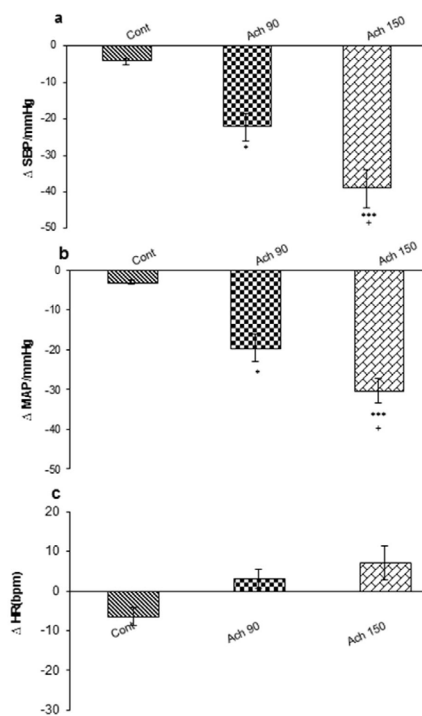 a
Cont
Ach 90
Ach 150
0
-10
-20
-30
-40
-50
Δ SBP/mmHg
*
***
+
b
Cont
Ach 90
Ach 150
0
-10
-20
-30
-40
-50
Δ MAP/mmHg
*
***
+
c
20
10
0
-10
-20
-30
Δ HR(bpm)
Cont
Ach 90
Ach 150